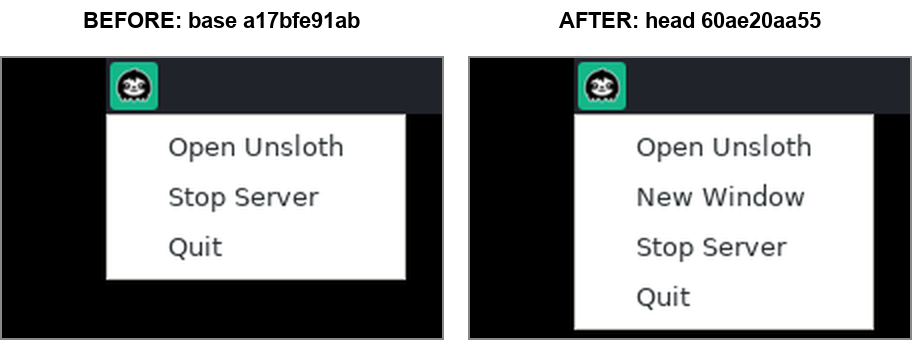 BEFORE: base a17bfe91ab
Open Unsloth
Stop Server
Quit
AFTER: head 60ae20aa55
Open Unsloth
New Window
Stop Server
Quit